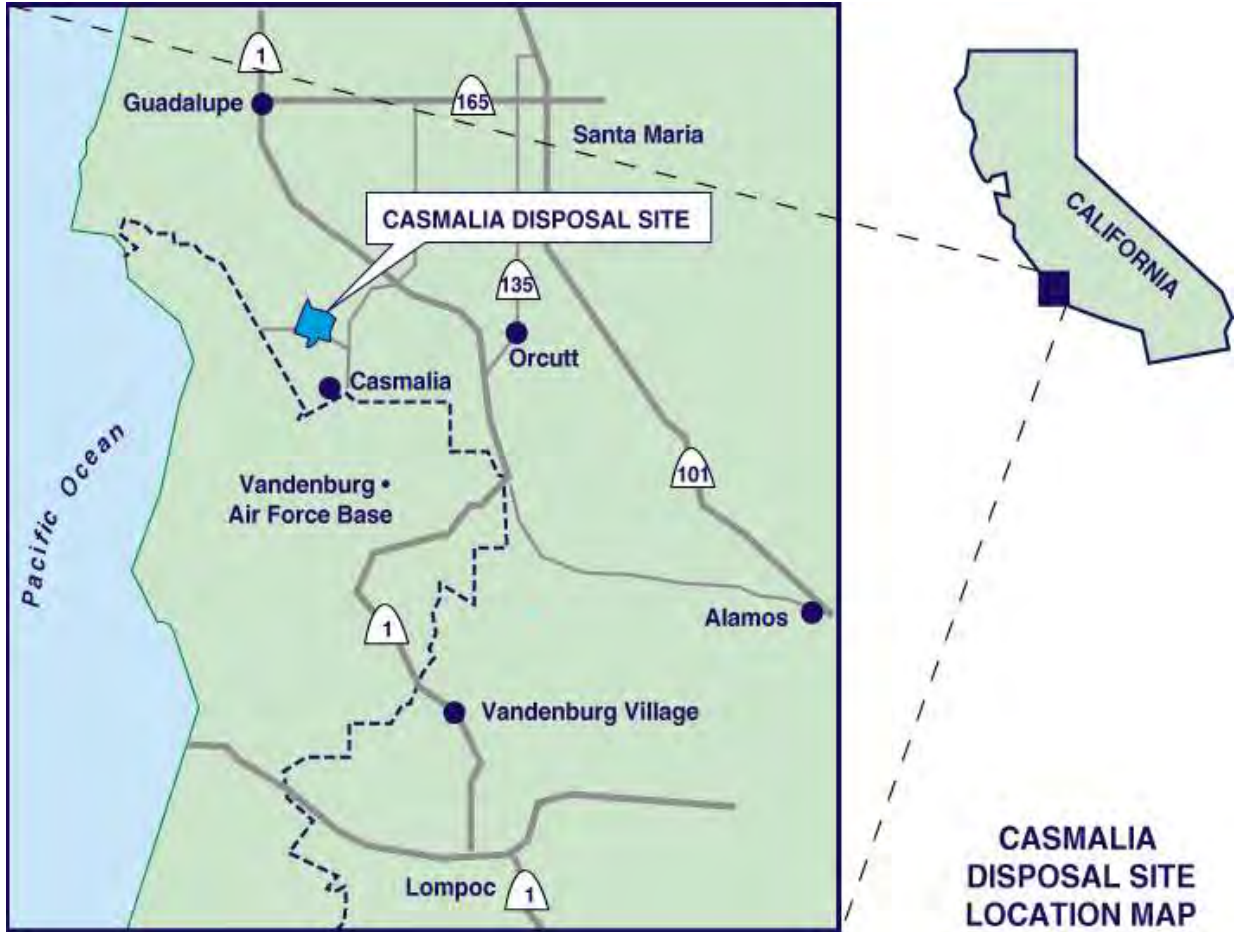 1
Guadalupe
165
Santa Maria
CASMALIA DISPOSAL SITE
135
Orcutt
Casmalia
Pacific Ocean
Vandenburg •
Air Force Base
101
1
Alamos
Vandenburg Village
Lompoc
1
CALIFORNIA
CASMALIA
DISPOSAL SITE
LOCATION MAP